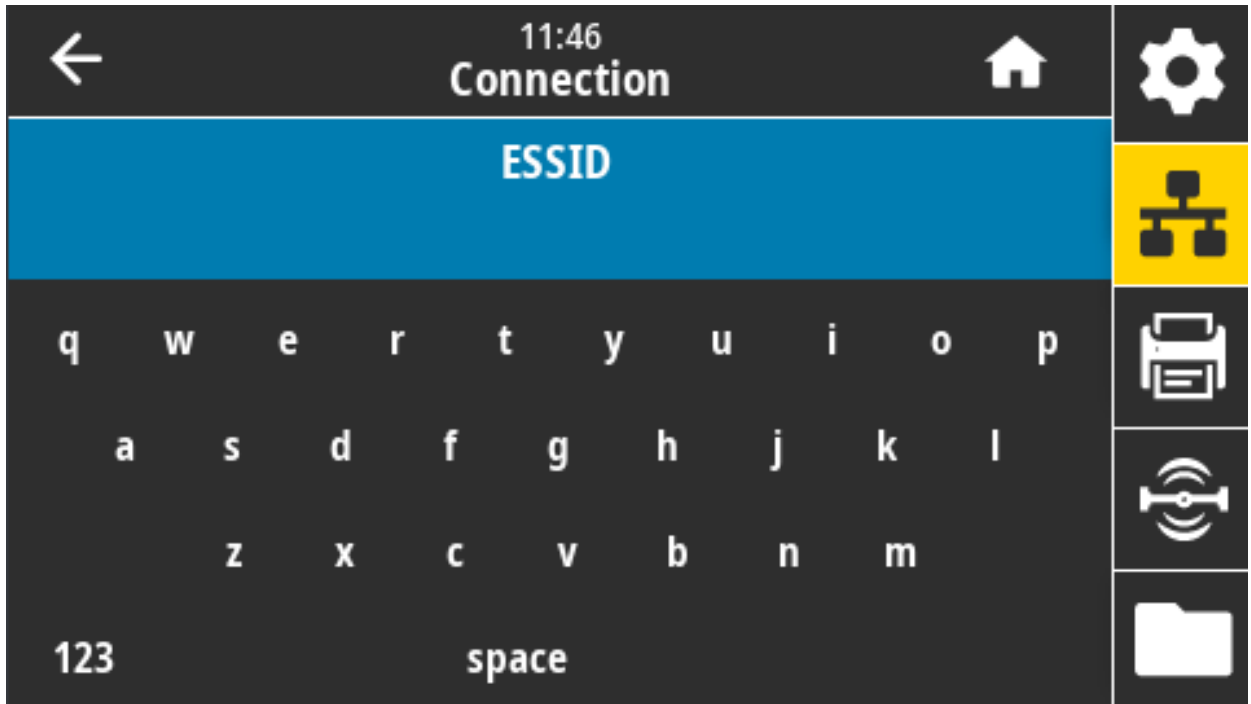 11:46
Connection
ESSID
q w e r t y u i o p
a s d f g h j k l
z x c v b n m
123 space